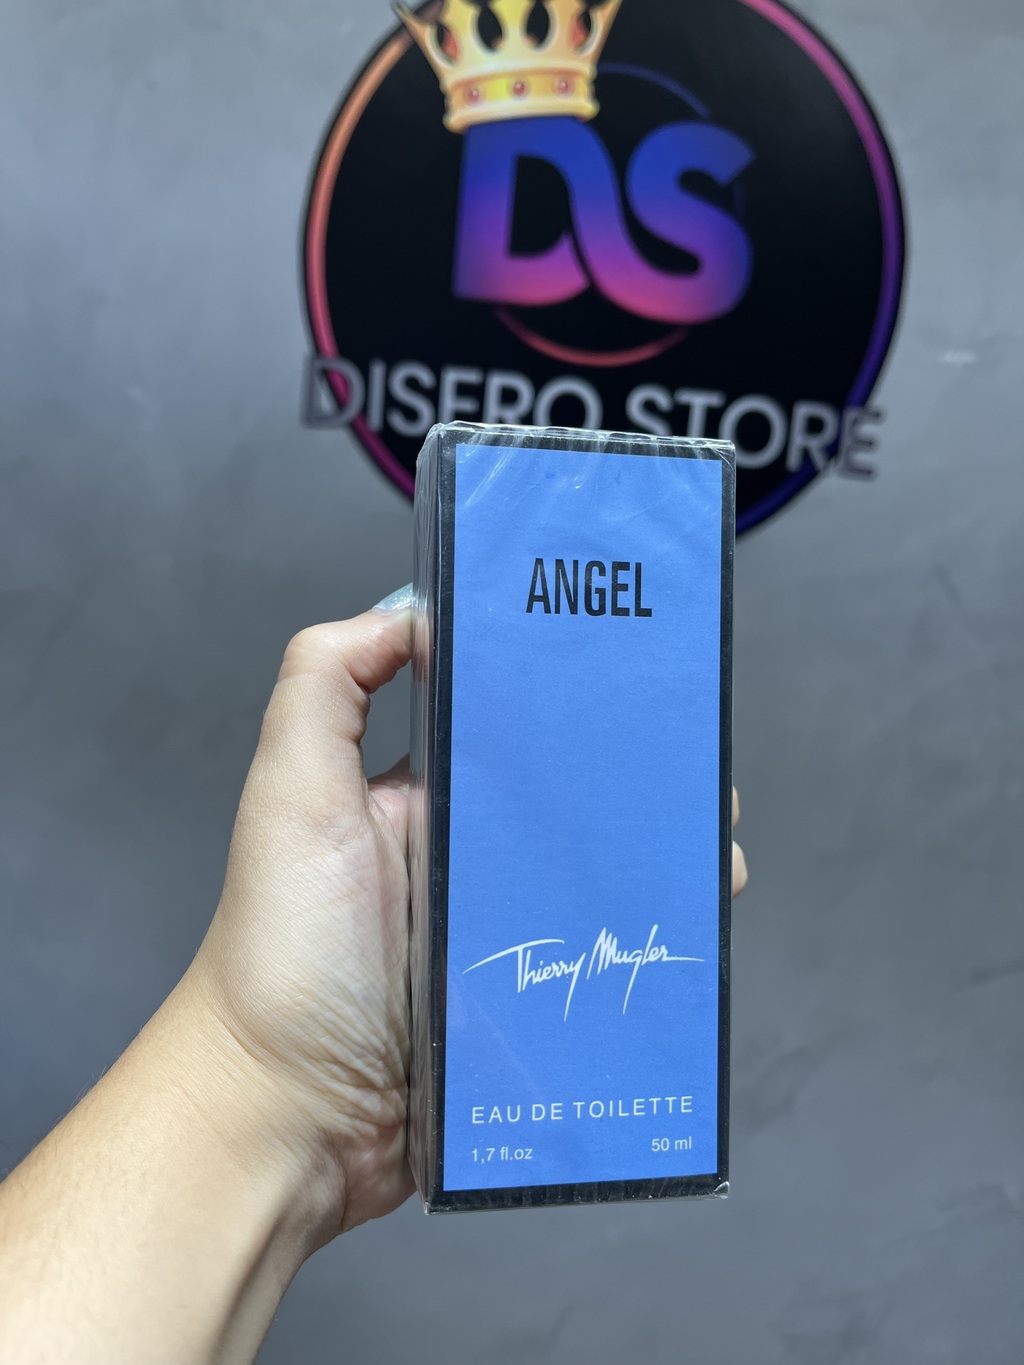 DS
DISERO STORE
ANGEL
Thierry Mugler
EAU DE TOILETTE
1,7 fl.oz 50 ml